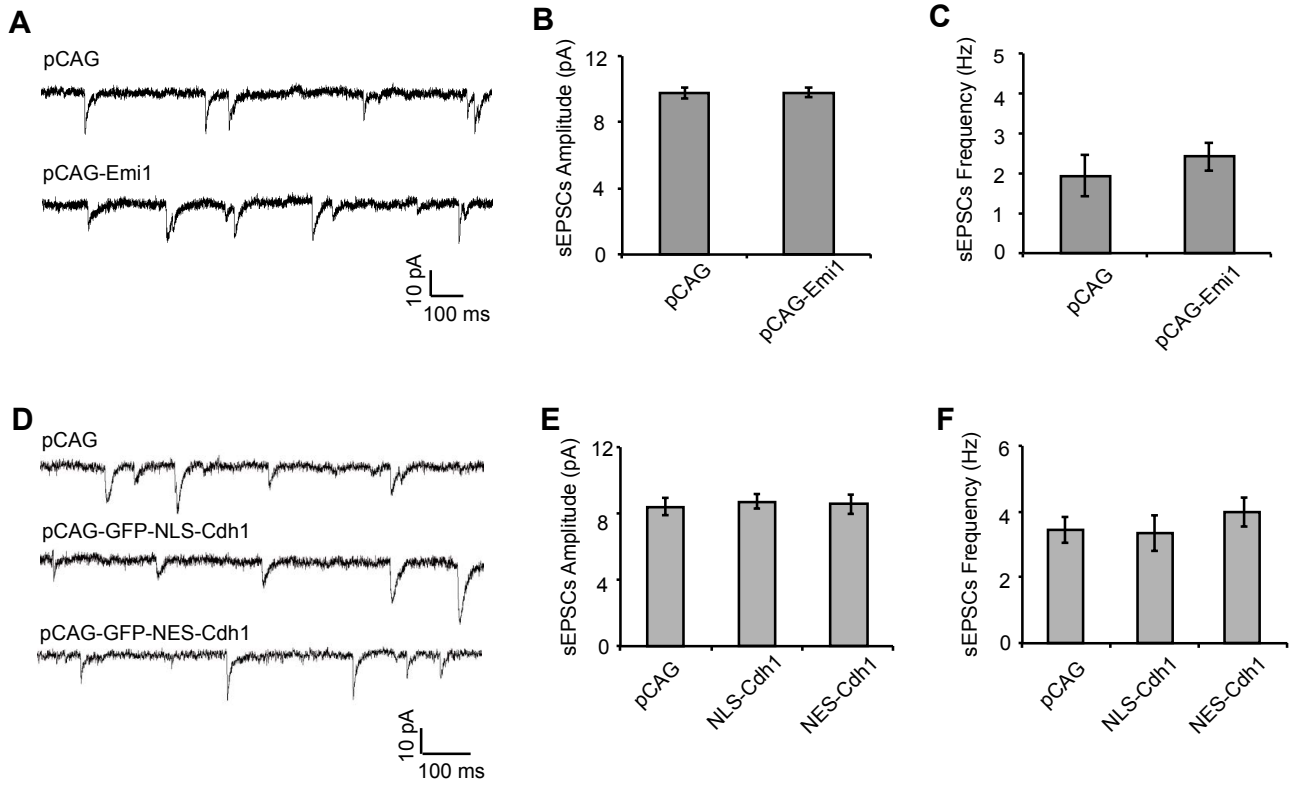 A
pCAG
pCAG-Emi1
10 pA
100 ms
B
sEPSCs Amplitude (pA)
12
8
4
0
pCAG
pCAG-Emi1
C
sEPSCs Frequency (Hz)
5
4
3
2
1
0
pCAG
pCAG-Emi1
D
pCAG
pCAG-GFP-NLS-Cdh1
pCAG-GFP-NES-Cdh1
10 pA
100 ms
E
sEPSCs Amplitude (pA)
12
8
4
0
pCAG
NLS-Cdh1
NES-Cdh1
F
sEPSCs Frequency (Hz)
6
4
2
0
pCAG
NLS-Cdh1
NES-Cdh1